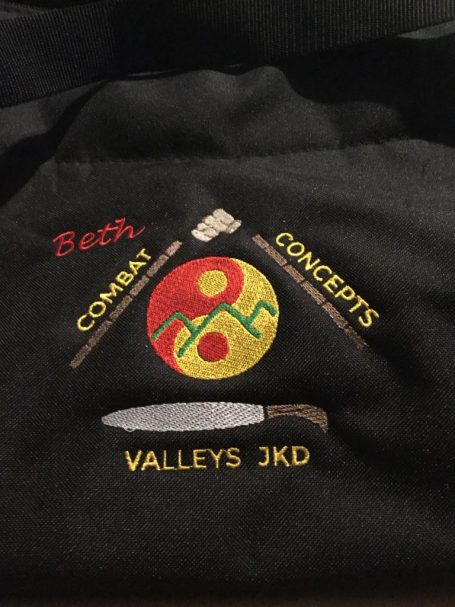 Beth
COMBAT
CONCEPTS
VALLEYS JKD